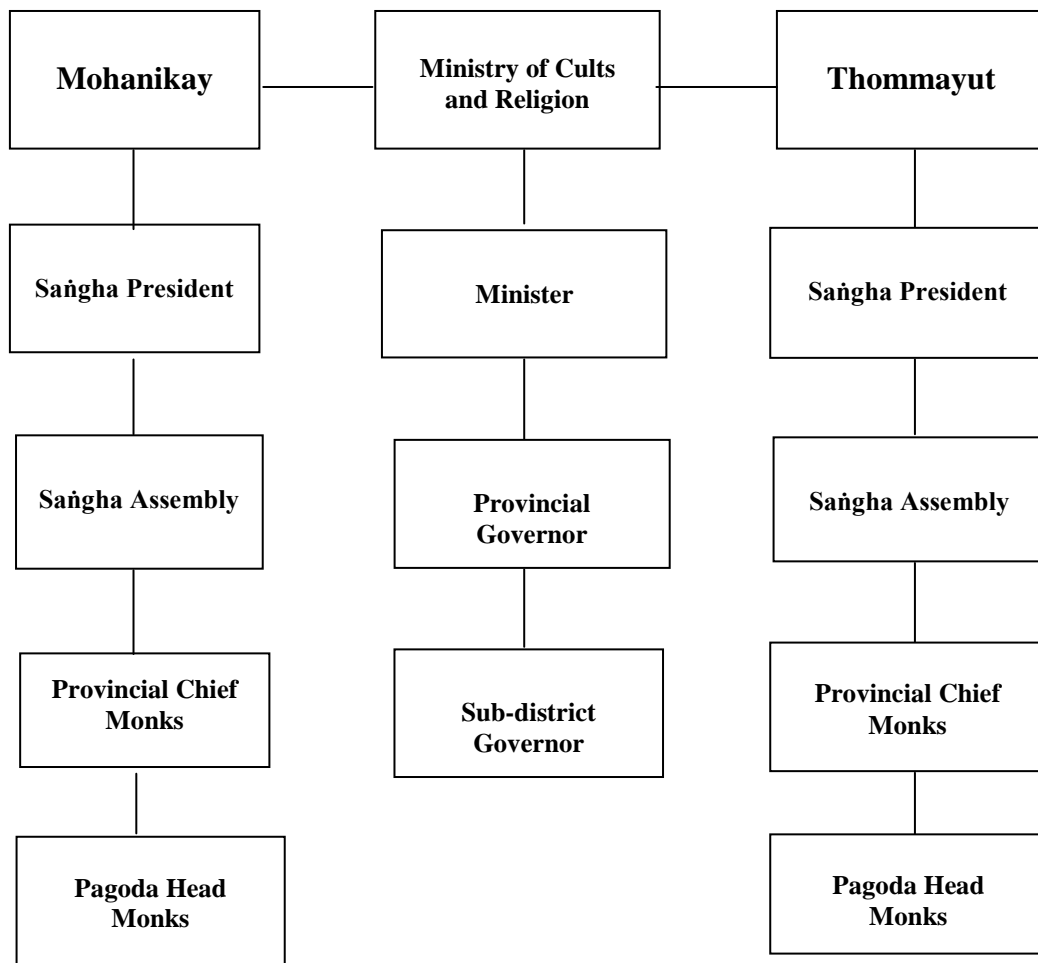 Mohanikay
Ministry of Cults
and Religion
Thommayut
Saṅgha President
Minister
Saṅgha President
Saṅgha Assembly
Provincial
Governor
Saṅgha Assembly
Provincial Chief
Monks
Sub-district
Governor
Provincial Chief
Monks
Pagoda Head
Monks
Pagoda Head
Monks